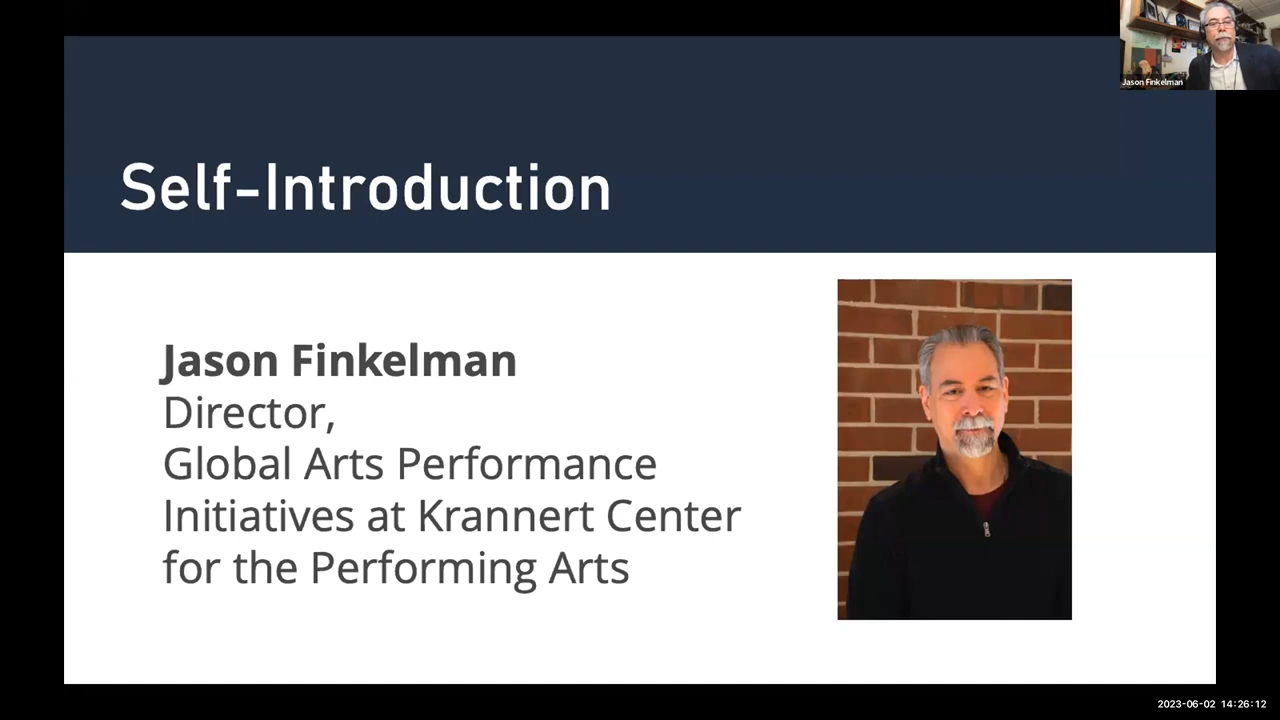 Jason Finkelman
Self-Introduction
Jason Finkelman
Director,
Global Arts Performance
Initiatives at Krannert Center
for the Performing Arts
2023-06-02 14:26:12